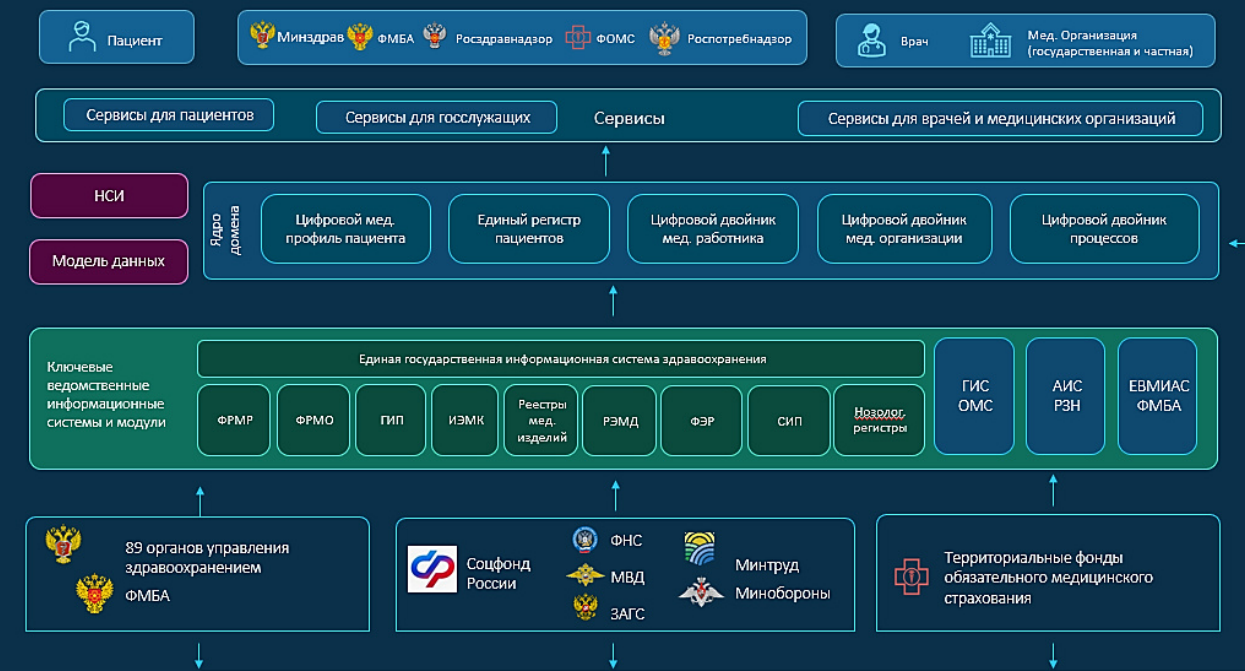 Пациент
Минздрав
ФМБА
Росздравнадзор
ФОМС
Роспотребнадзор
Врач
Мед. Организация
(государственная и частная)
Сервисы для пациентов
Сервисы для госслужащих
Сервисы
Сервисы для врачей и медицинских организаций
НСИ
Модель данных
Ядро
домена
Цифровой мед.
профиль пациента
Единый регистр
пациентов
Цифровой двойник
мед. работника
Цифровой двойник
мед. организации
Цифровой двойник
процессов
Ключевые
ведомственные
информационные
системы и модули
Единая государственная информационная система здравоохранения
ФРМР
ФРМО
ГИП
ИЭМК
Реестры
мед.
изделий
РЭМД
ФЭР
СИП
Нозолог.
регистры
ГИС
ОМС
АИС
РЗН
ЕВМИАС
ФМБА
89 органов управления
здравоохранением
ФМБА
Соцфонд
России
ФНС
МВД
ЗАГС
Минтруд
Минобороны
Территориальные фонды
обязательного медицинского
страхования